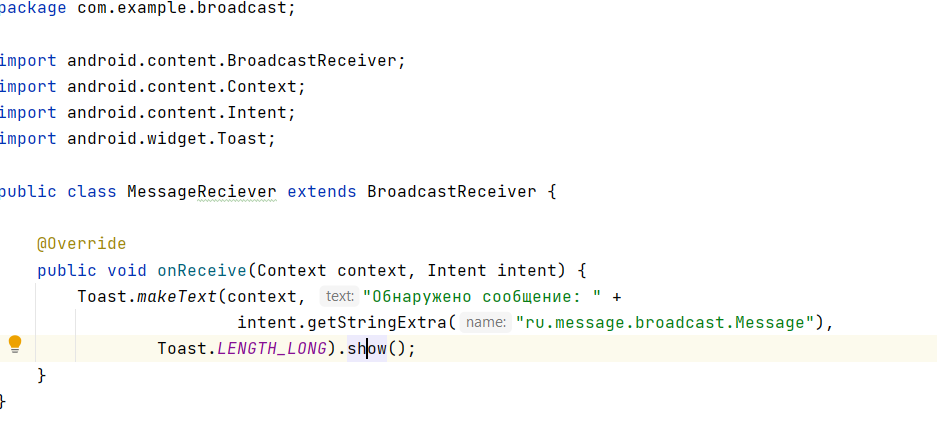 package com.example.broadcast;
import android.content.BroadcastReceiver;
import android.content.Context;
import android.content.Intent;
import android.widget.Toast;
public class MessageReciever extends BroadcastReceiver {
@Override
public void onReceive(Context context, Intent intent) {
Toast.makeText(context, text: "Обнаружено сообщение: " +
intent.getStringExtra( name: "ru.message.broadcast.Message"),
Toast.LENGTH_LONG).show();
}
}